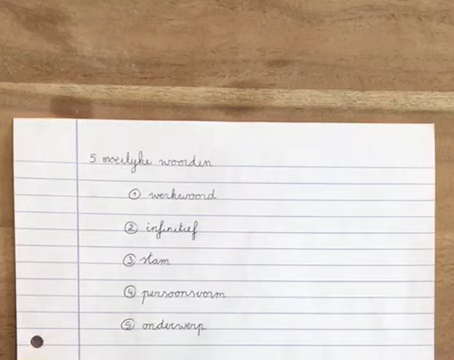 5 moeilijke woorden
① werkwoord
② infinitief
③ stam
④ persoonsvorm
⑤ onderwerp